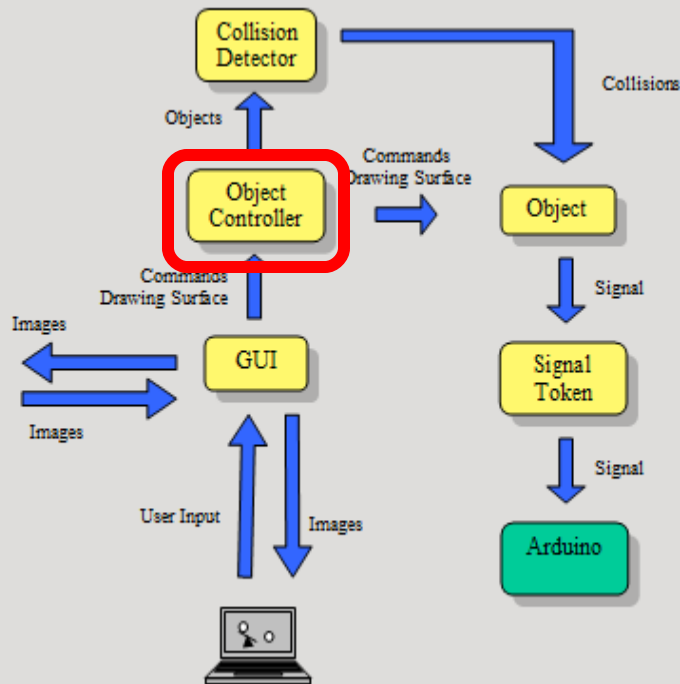 Collision
Detector
Collisions
Objects
Commands
Drawing Surface
Object
Controller
Object
Commands
Drawing Surface
Signal
Images
GUI
Signal
Token
Images
Signal
User Input
Images
Arduino